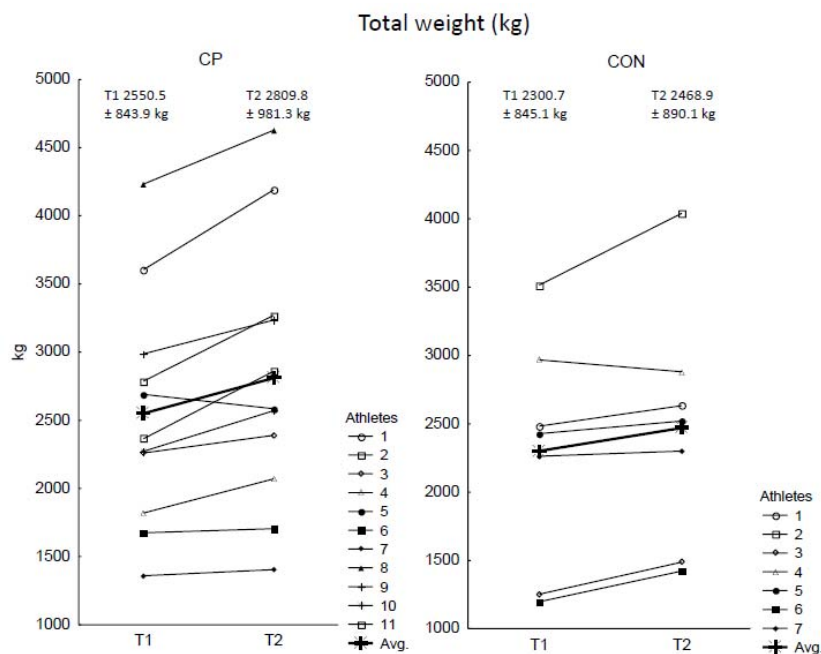 Total weight (kg)
CP
T1 2550.5
± 843.9 kg
T2 2809.8
± 981.3 kg
5000
4500
4000
3500
3000
2500
2000
1500
1000
kg
T1
T2
Athletes
1
2
3
4
5
6
7
8
9
10
11
Avg.
CON
T1 2300.7
± 845.1 kg
T2 2468.9
± 890.1 kg
5000
4500
4000
3500
3000
2500
2000
1500
1000
T1
T2
Athletes
1
2
3
4
5
6
7
Avg.